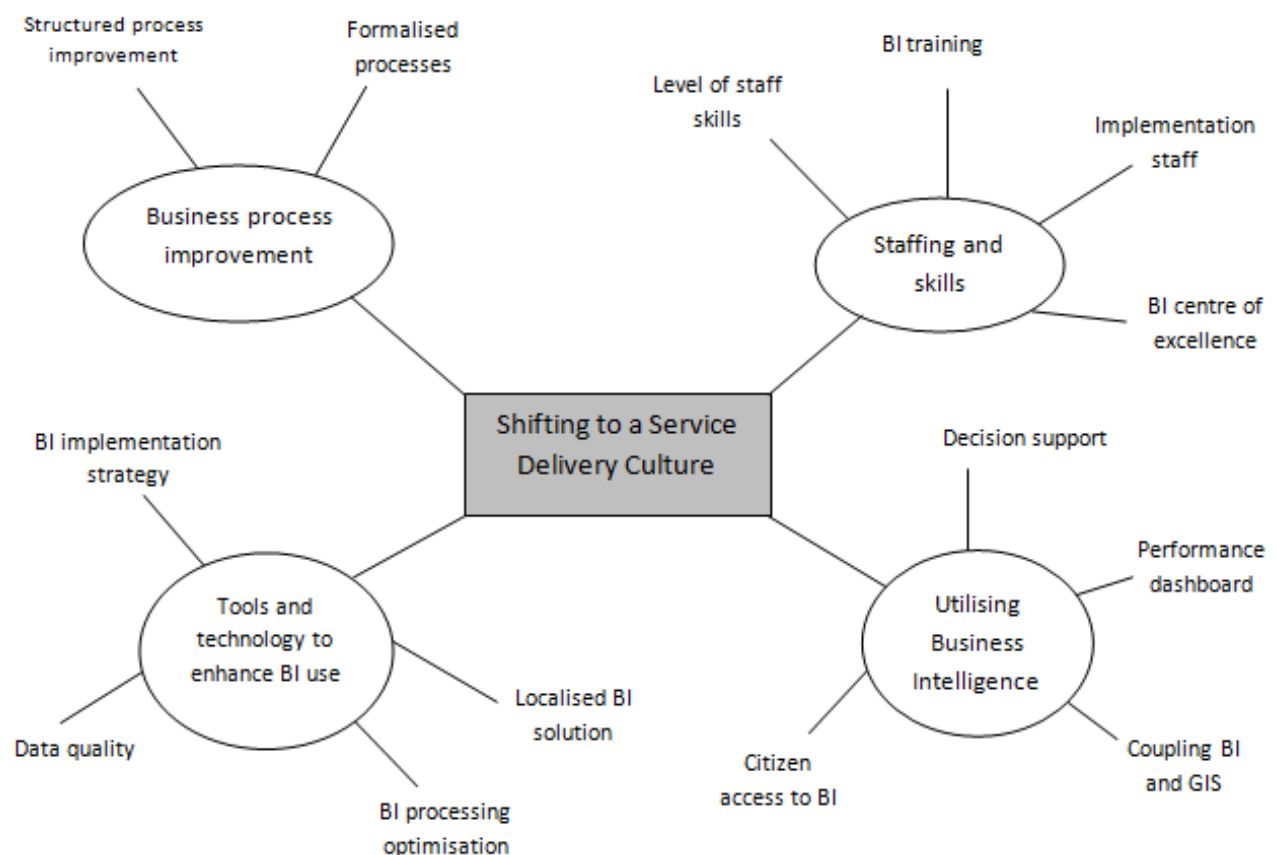 Structured process
improvement
Formalised
processes
Business process
improvement
BI training
Level of staff
skills
Implementation
staff
Staffing and
skills
BI centre of
excellence
Shifting to a Service
Delivery Culture
BI implementation
strategy
Tools and
technology to
enhance BI use
Data quality
Localised BI
solution
BI processing
optimisation
Decision support
Performance
dashboard
Utilising
Business
Intelligence
Citizen
access to BI
Coupling BI
and GIS